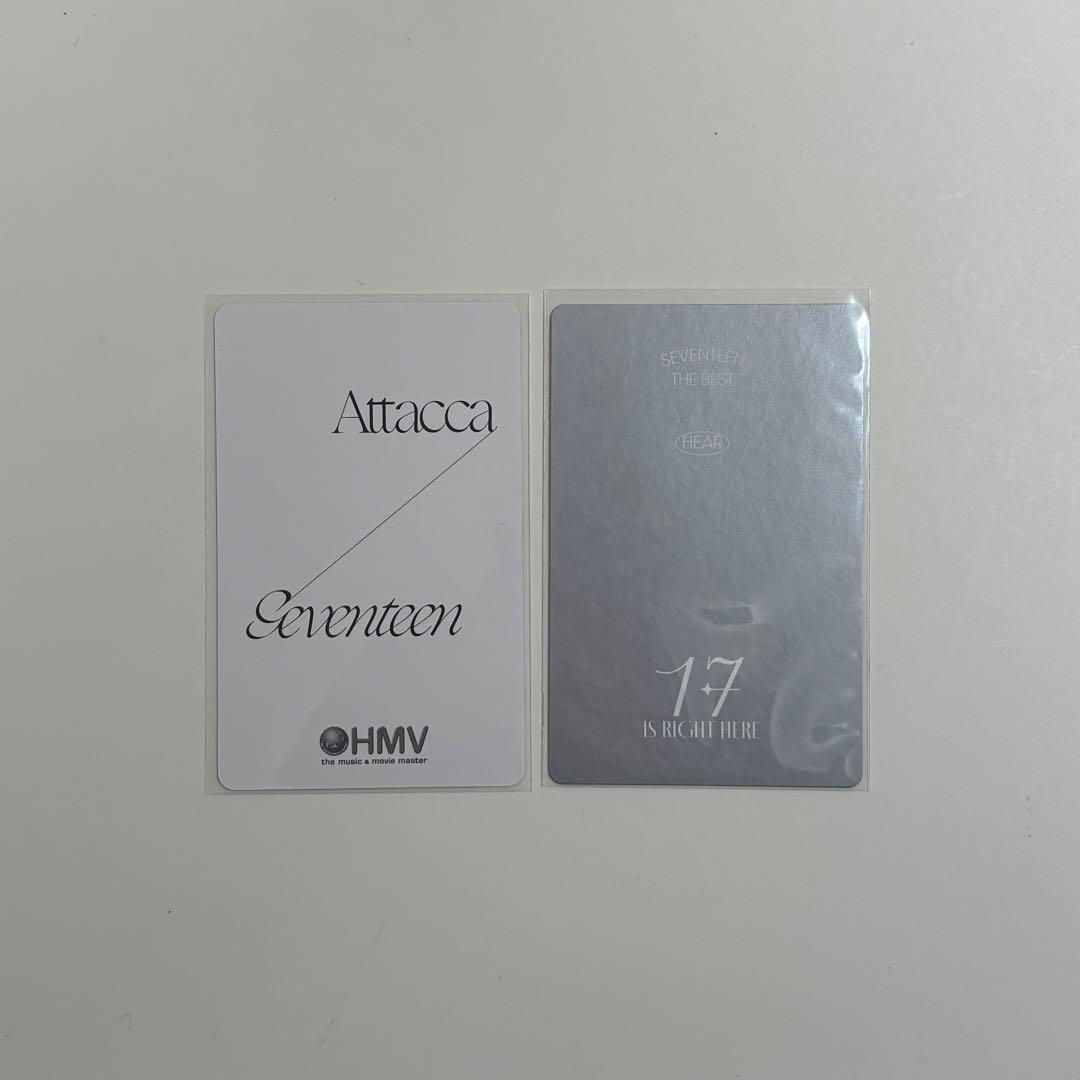 Attacca
Seventeen
HMV
the music & movie master
SEVENTEEN
THE BEST
HEAR
17
IS RIGHT HERE